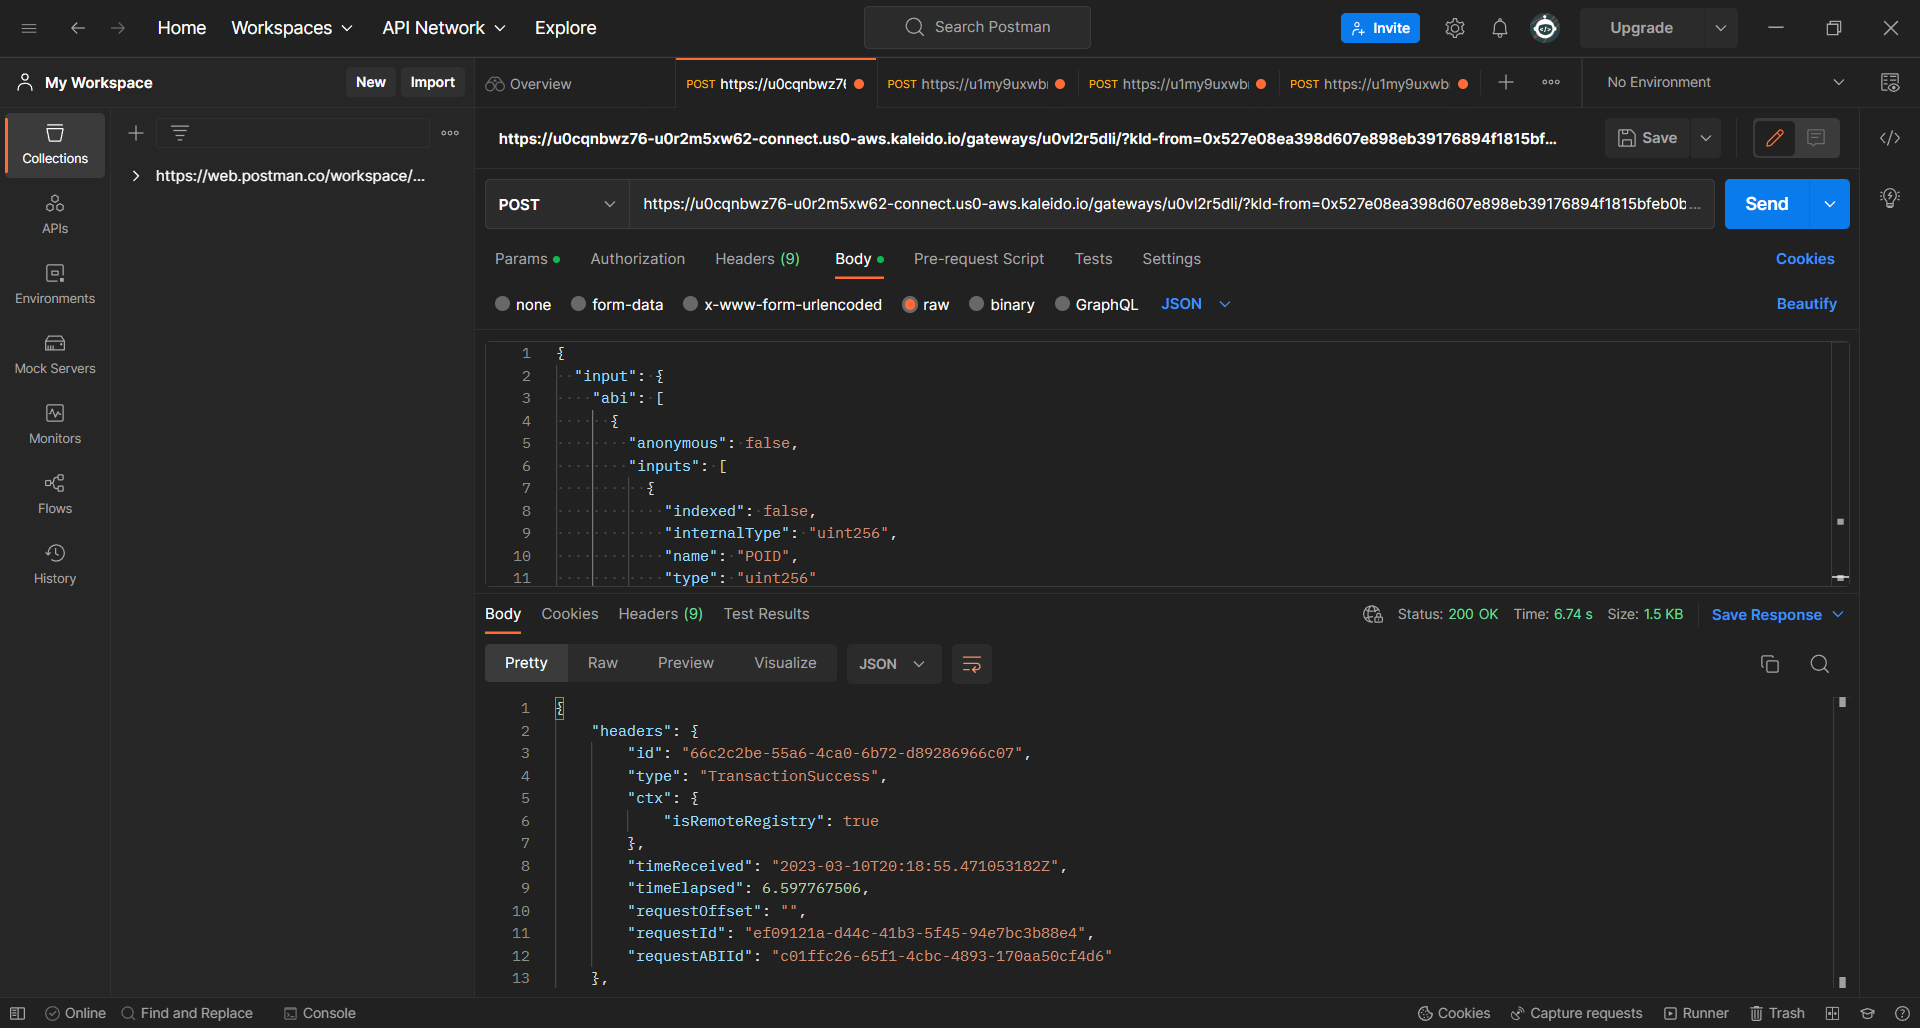 Home Workspaces API Network Explore Search Postman Invite Upgrade
My Workspace New Import Overview POST https://u0cqnbwz76 POST https://u1my9uxwb POST https://u1my9uxwb POST https://u1my9uxwb No Environment
https://u0cqnbwz76-u0r2m5xw62-connect.us0-aws.kaleido.io/gateways/u0vl2r5dli/?kld-from=0x527e08ea398d607e898eb39176894f1815bf... Save
Collections
https://web.postman.co/workspace/...
APIs
Environments
Mock Servers
Monitors
Flows
History
POST https://u0cqnbwz76-u0r2m5xw62-connect.us0-aws.kaleido.io/gateways/u0vl2r5dli/?kld-from=0x527e08ea398d607e898eb39176894f1815bfeb0b... Send
Params Authorization Headers (9) Body Pre-request Script Tests Settings Cookies
none form-data x-www-form-urlencoded raw binary GraphQL JSON Beautify
1 {
2 "input": {
3 "abi": [
4 {
5 "anonymous": false,
6 "inputs": [
7 {
8 "indexed": false,
9 "internalType": "uint256",
10 "name": "POID",
11 "type": "uint256"
Body Cookies Headers (9) Test Results Status: 200 OK Time: 6.74 s Size: 1.5 KB Save Response
Pretty Raw Preview Visualize JSON
1 {
2 "headers": {
3 "id": "66c2c2be-55a6-4ca0-6b72-d89286966c07",
4 "type": "TransactionSuccess",
5 "ctx": {
6 "isRemoteRegistry": true
7 },
8 "timeReceived": "2023-03-10T20:18:55.471053182Z",
9 "timeElapsed": 6.597767506,
10 "requestOffset": "",
11 "requestId": "ef09121a-d44c-41b3-5f45-94e7bc3b88e4",
12 "requestABIId": "c01ffc26-65f1-4cbc-4893-170aa50cf4d6"
13 },
Online Find and Replace Console Cookies Capture requests Runner Trash